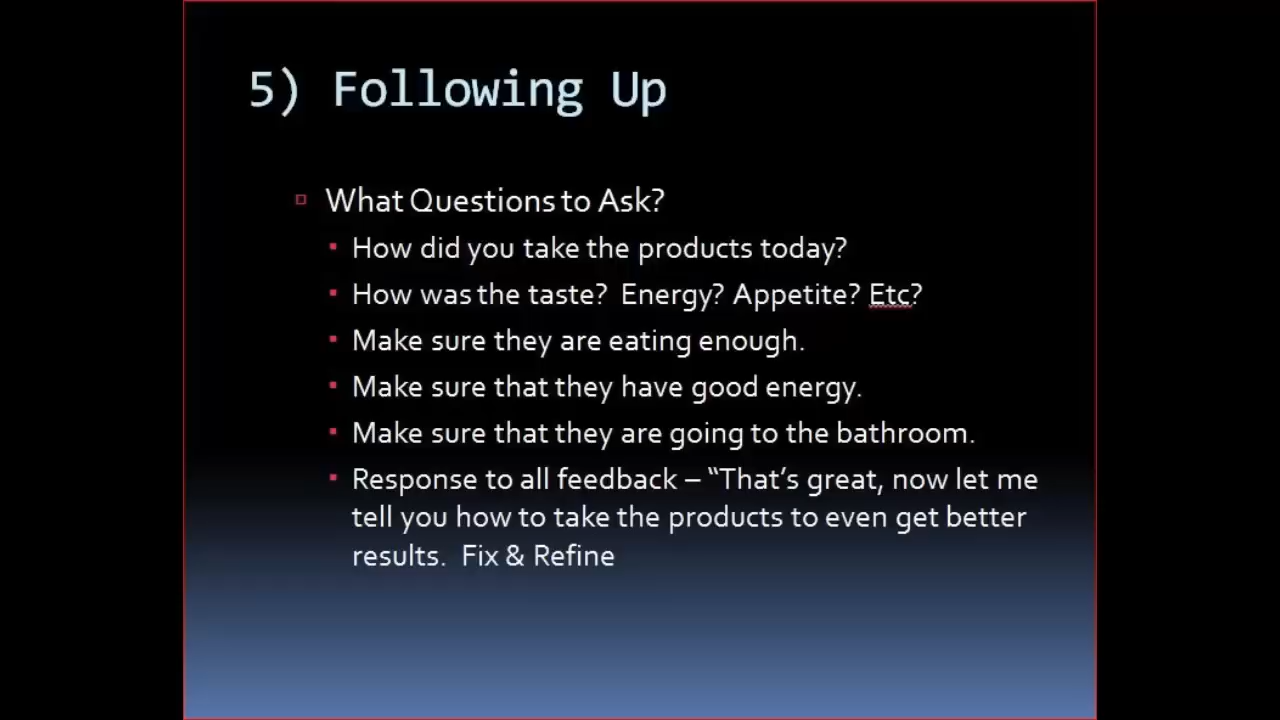 5) Following Up
What Questions to Ask?
How did you take the products today?
How was the taste?  Energy? Appetite? Etc?
Make sure they are eating enough.
Make sure that they have good energy.
Make sure that they are going to the bathroom.
Response to all feedback – “That’s great, now let me
tell you how to take the products to even get better
results.  Fix & Refine